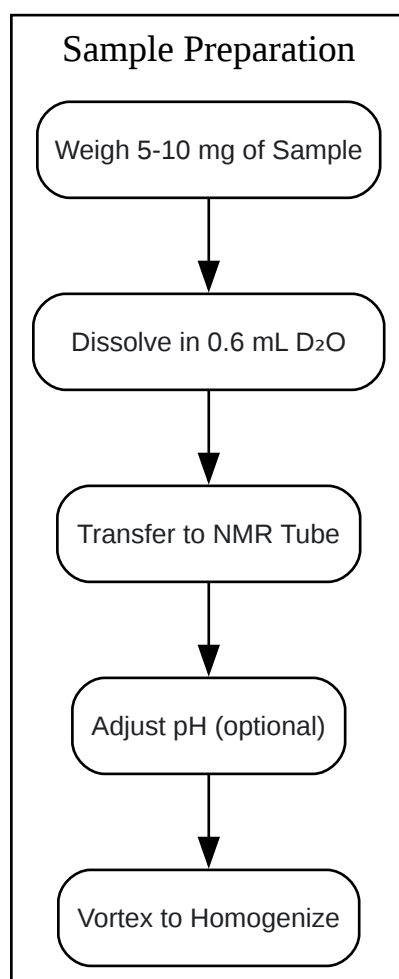 Sample Preparation
Weigh 5-10 mg of Sample
Dissolve in 0.6 mL D₂O
Transfer to NMR Tube
Adjust pH (optional)
Vortex to Homogenize